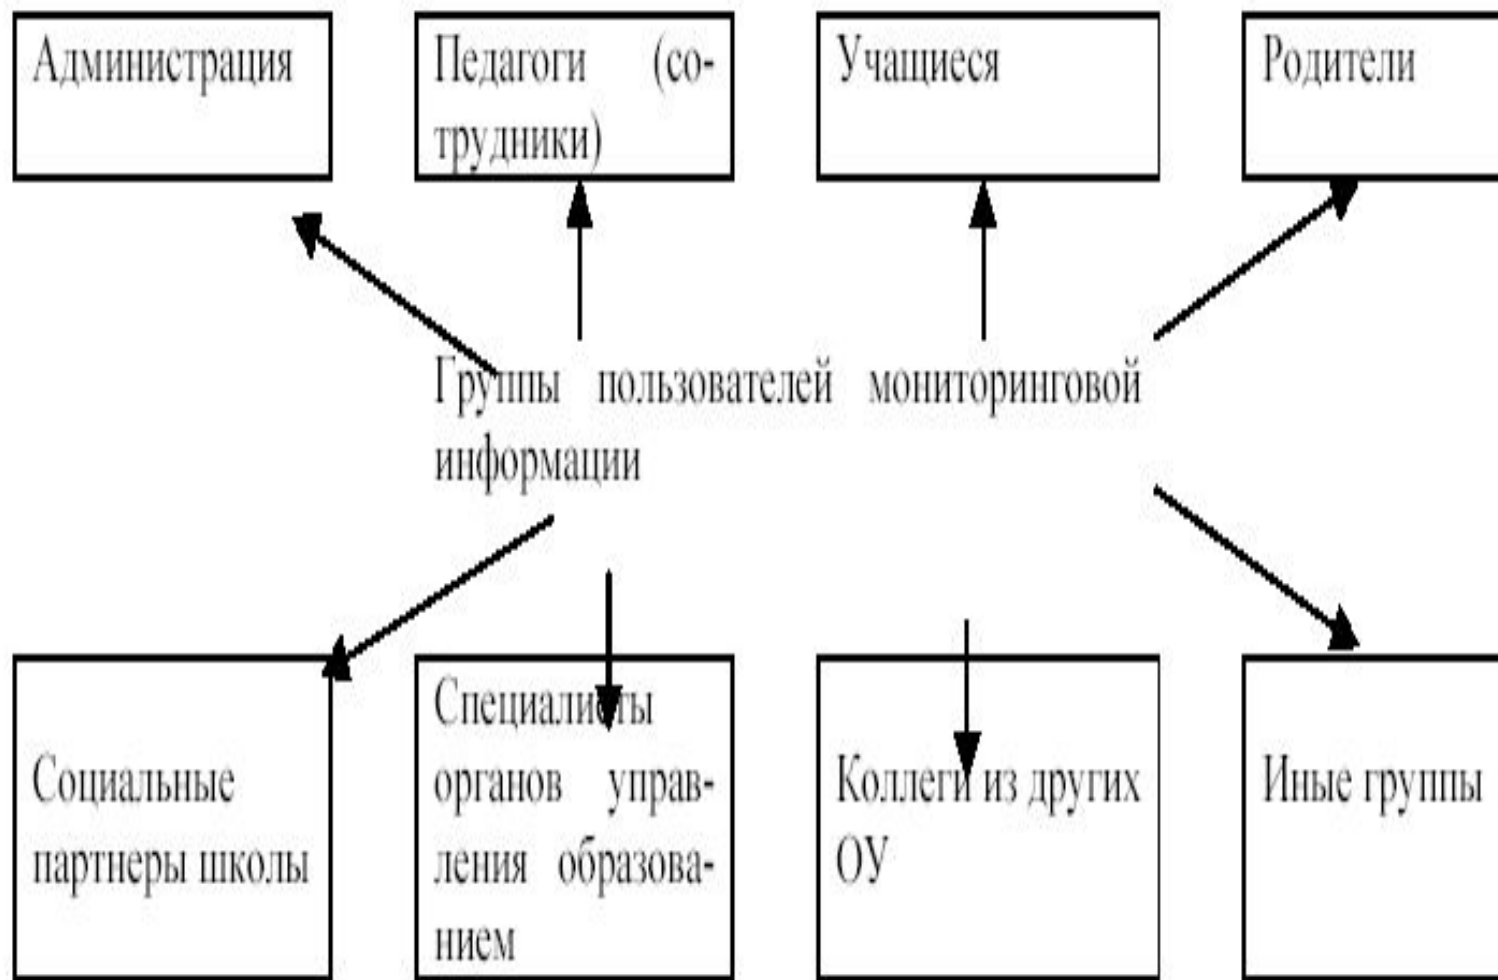 Администрация
Педагоги (со-
трудники)
Учащиеся
Родители
Группы пользователей мониторинговой
информации
Социальные
партнеры школы
Специалисты
органов управ-
ления образова-
нием
Коллеги из других
ОУ
Иные группы